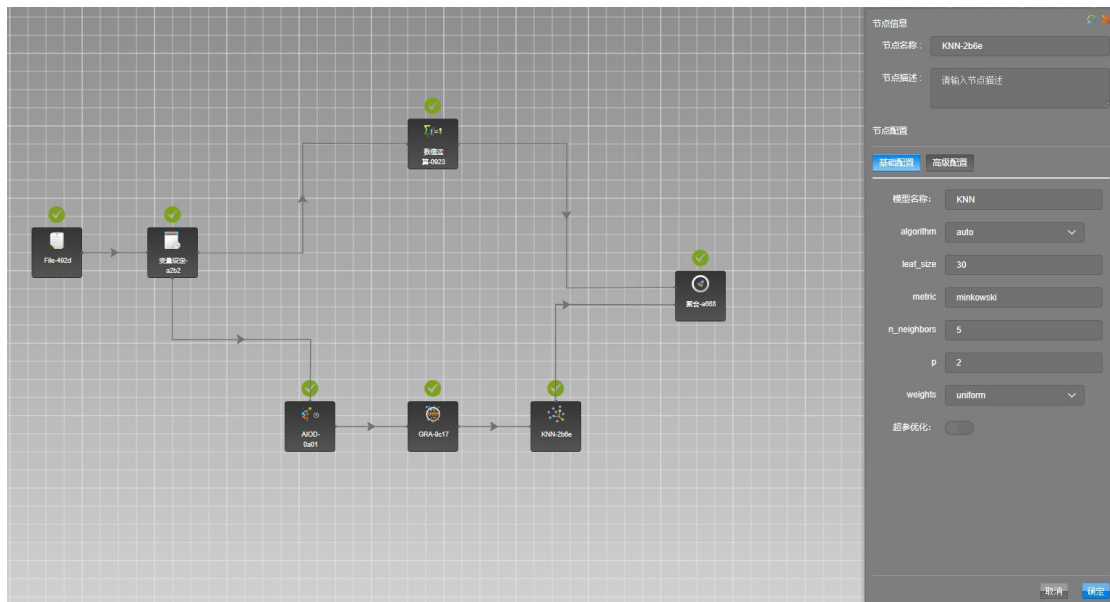 节点信息
节点名称：
KNN-2b6e
节点描述：
请输入节点描述
节点配置
基础配置
高级配置
模型名称：
KNN
algorithm
auto
leaf_size
30
metric
minkowski
n_neighbors
5
p
2
weights
uniform
超参优化：
取消
确定
数值运
算-0923
File-492d
变量设定-
a2b2
聚合-a668
AIOD-
0a01
GRA-9c17
KNN-2b6e